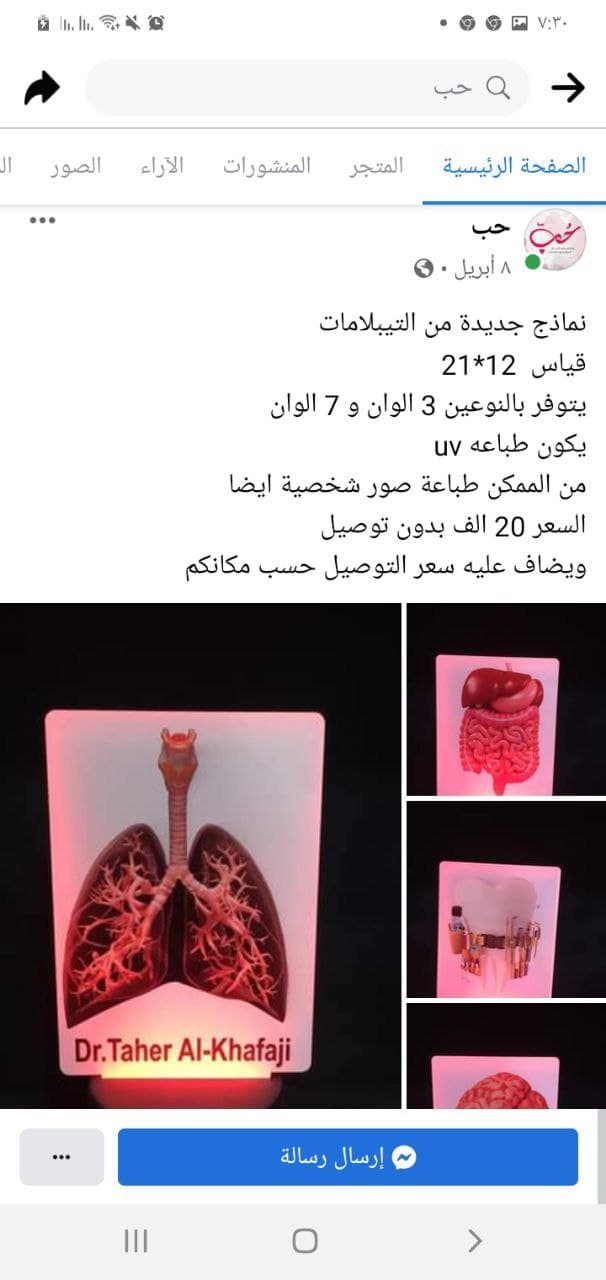 ٧:٣٠
حب
الصفحة الرئيسية
المتجر
المنشورات
الآراء
الصور
حب
٨ أبريل
نماذج جديدة من التيبلامات
قياس 12*21
يتوفر بالنوعين 3 الوان و 7 الوان
يكون طباعه uv
من الممكن طباعة صور شخصية ايضا
السعر 20 الف بدون توصيل
ويضاف عليه سعر التوصيل حسب مكانكم
Dr.Taher Al-Khafaji
إرسال رسالة